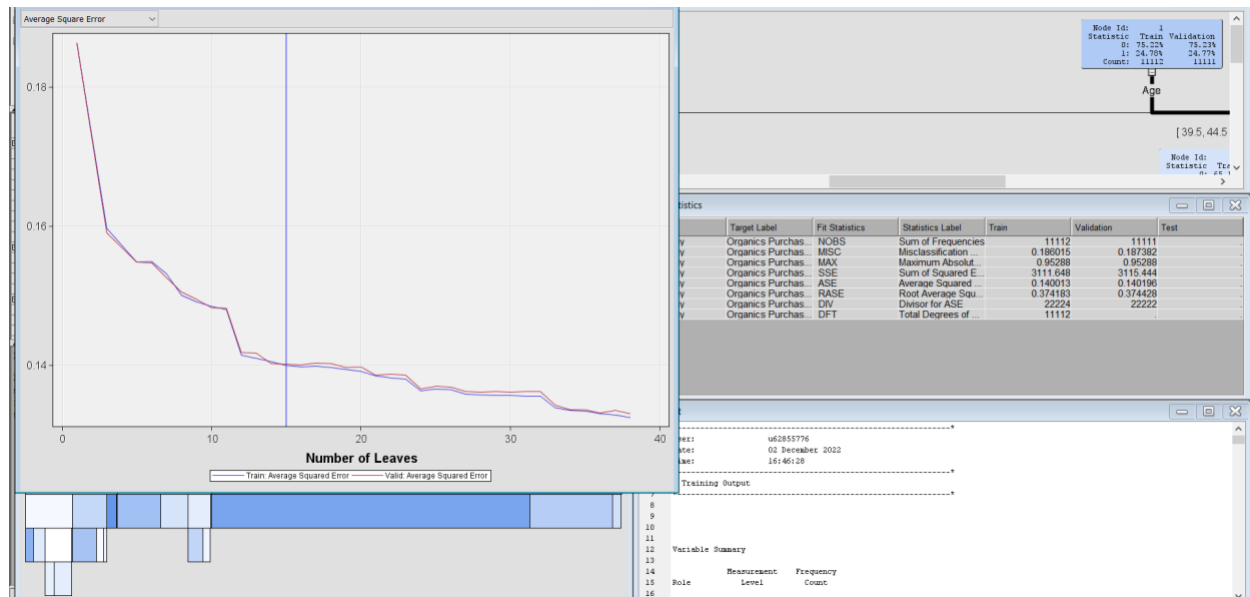 Average Square Error
0.18
0.16
0.14
0 10 20 30 40
Number of Leaves
Train: Average Squared Error Valid: Average Squared Error
Node Id: 1
Statistic Train Validation
0: 75.22% 75.23%
1: 24.78% 24.77%
Count: 11112 11111
Age
[ 39.5, 44.5
Node Id:
Statistic Tra
tistics
Target Label Fit Statistics Statistics Label Train Validation Test
y Organics Purchas... NOBS Sum of Frequencies 11112 11111 .
y Organics Purchas... MISC Misclassification ... 0.186015 0.187382 .
y Organics Purchas... MAX Maximum Absolut... 0.95288 0.95288 .
y Organics Purchas... SSE Sum of Squared E... 3111.648 3115.444 .
y Organics Purchas... ASE Average Squared ... 0.140013 0.140196 .
y Organics Purchas... RASE Root Average Squ... 0.374183 0.374428 .
y Organics Purchas... DIV Divisor for ASE 22224 22222 .
y Organics Purchas... DFT Total Degrees of ... 11112 . .
t
*------------------------------------------------------------*
ser: u62855776
ate: 02 December 2022
ime: 16:46:28
*------------------------------------------------------------*
Training Output
7 *------------------------------------------------------------*
8
9
10
11
12 Variable Summary
13
14 Measurement Frequency
15 Role Level Count
16